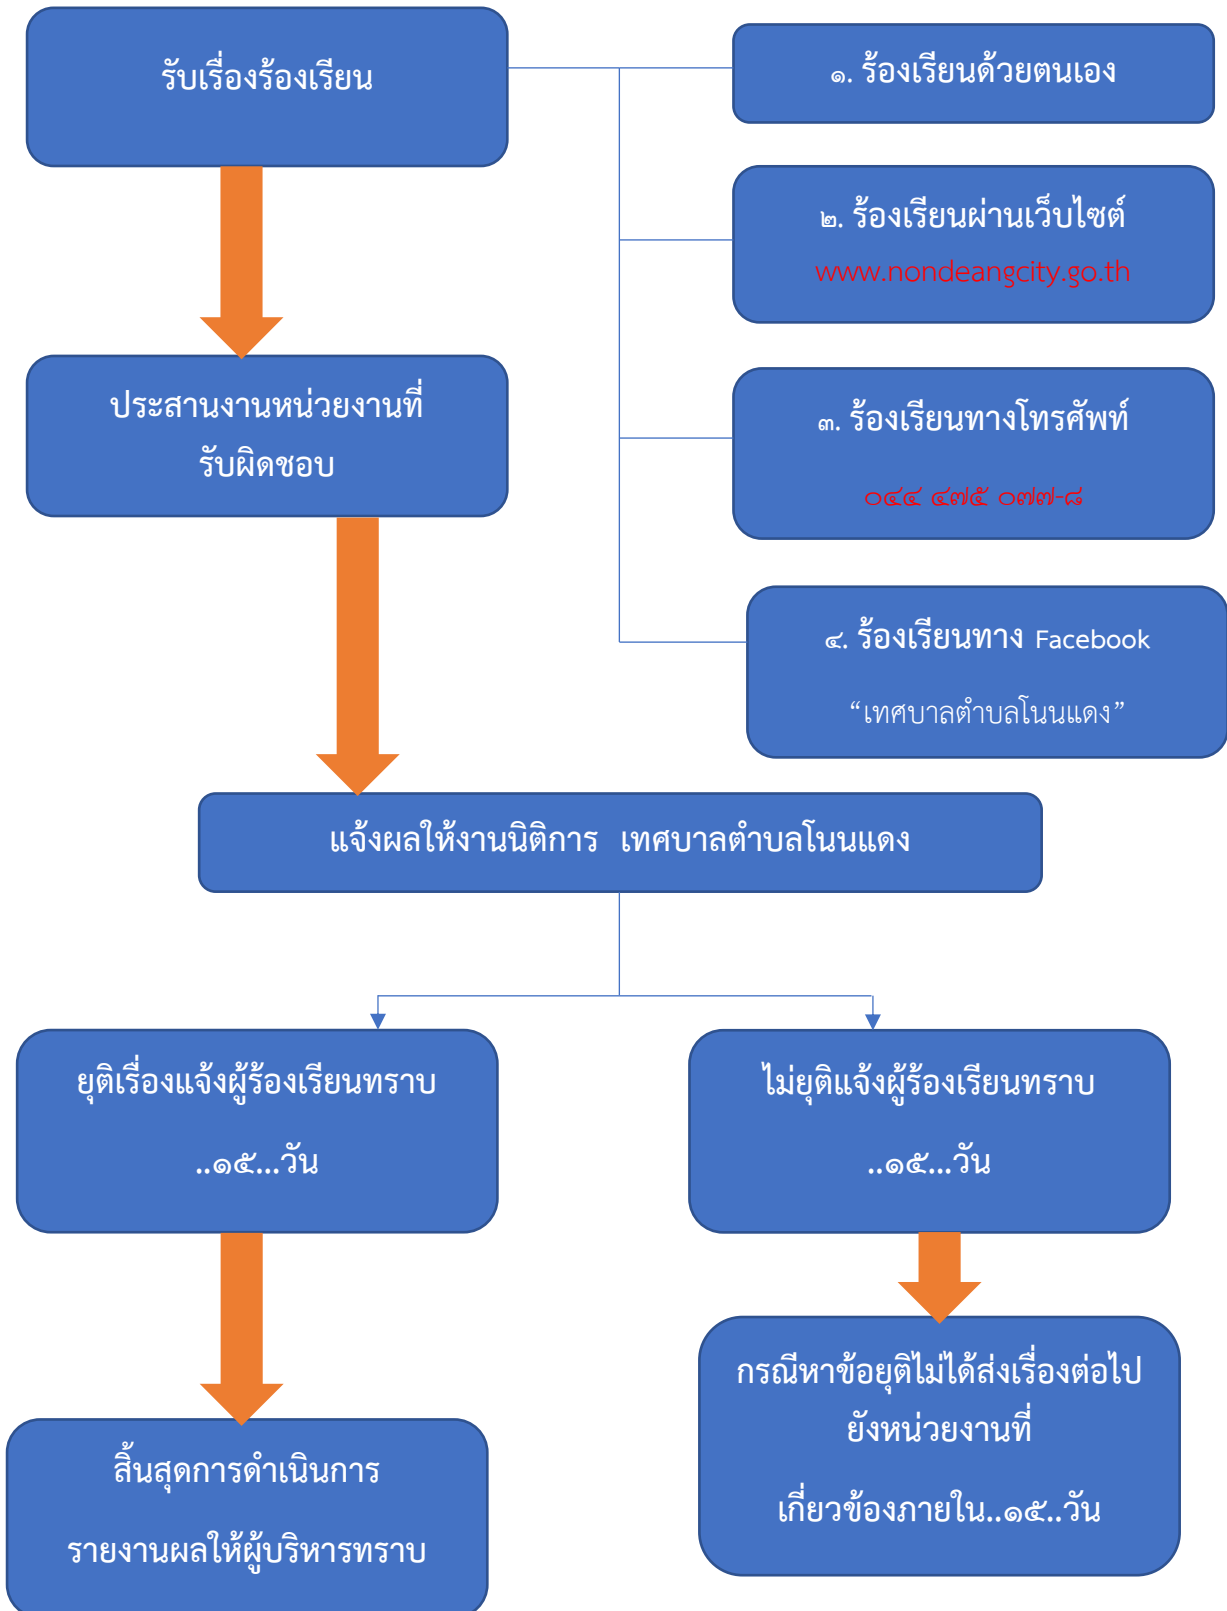 รับเรื่องร้องเรียน
๑. ร้องเรียนด้วยตนเอง
๒. ร้องเรียนผ่านเว็บไซต์
www.nondeangcity.go.th
๓. ร้องเรียนทางโทรศัพท์
๐๔๔ ๔๗๕ ๐๗๗-๘
๔. ร้องเรียนทาง Facebook
“เทศบาลตำบลโนนแดง”
ประสานงานหน่วยงานที่
รับผิดชอบ
แจ้งผลให้งานนิติการ เทศบาลตำบลโนนแดง
ยุติเรื่องแจ้งผู้ร้องเรียนทราบ
..๑๕...วัน
ไม่ยุติแจ้งผู้ร้องเรียนทราบ
..๑๕...วัน
สิ้นสุดการดำเนินการ
รายงานผลให้ผู้บริหารทราบ
กรณีหาข้อยุติไม่ได้ส่งเรื่องต่อไป
ยังหน่วยงานที่
เกี่ยวข้องภายใน..๑๕..วัน